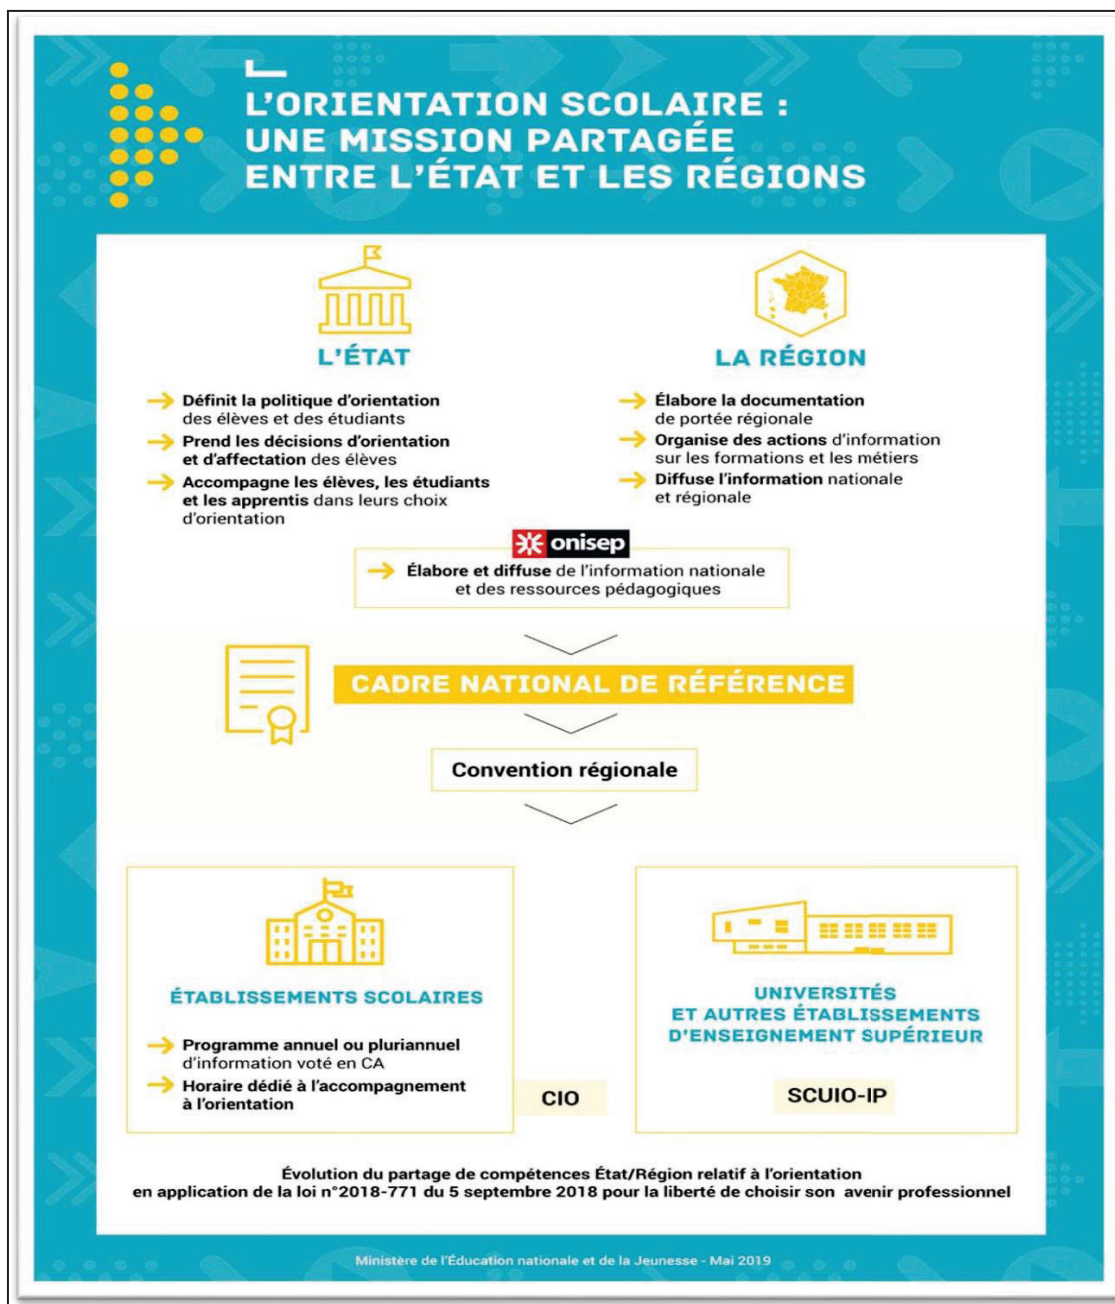 L'ORIENTATION SCOLAIRE :
UNE MISSION PARTAGÉE
ENTRE L'ÉTAT ET LES RÉGIONS
L'ÉTAT
Définit la politique d'orientation
des élèves et des étudiants
Prend les décisions d'orientation
et d'affectation des élèves
Accompagne les élèves, les étudiants
et les apprentis dans leurs choix
d'orientation
LA RÉGION
Élabore la documentation
de portée régionale
Organise des actions d'information
sur les formations et les métiers
Diffuse l'information nationale
et régionale
onisep
Élabore et diffuse de l'information nationale
et des ressources pédagogiques
CADRE NATIONAL DE RÉFÉRENCE
Convention régionale
ÉTABLISSEMENTS SCOLAIRES
Programme annuel ou pluriannuel
d'information voté en CA
Horaire dédié à l'accompagnement
à l'orientation
CIO
UNIVERSITÉS
ET AUTRES ÉTABLISSEMENTS
D'ENSEIGNEMENT SUPÉRIEUR
SCUIO-IP
Évolution du partage de compétences État/Région relatif à l'orientation
en application de la loi n°2018-771 du 5 septembre 2018 pour la liberté de choisir son avenir professionnel
Ministère de l'Éducation nationale et de la Jeunesse - Mai 2019